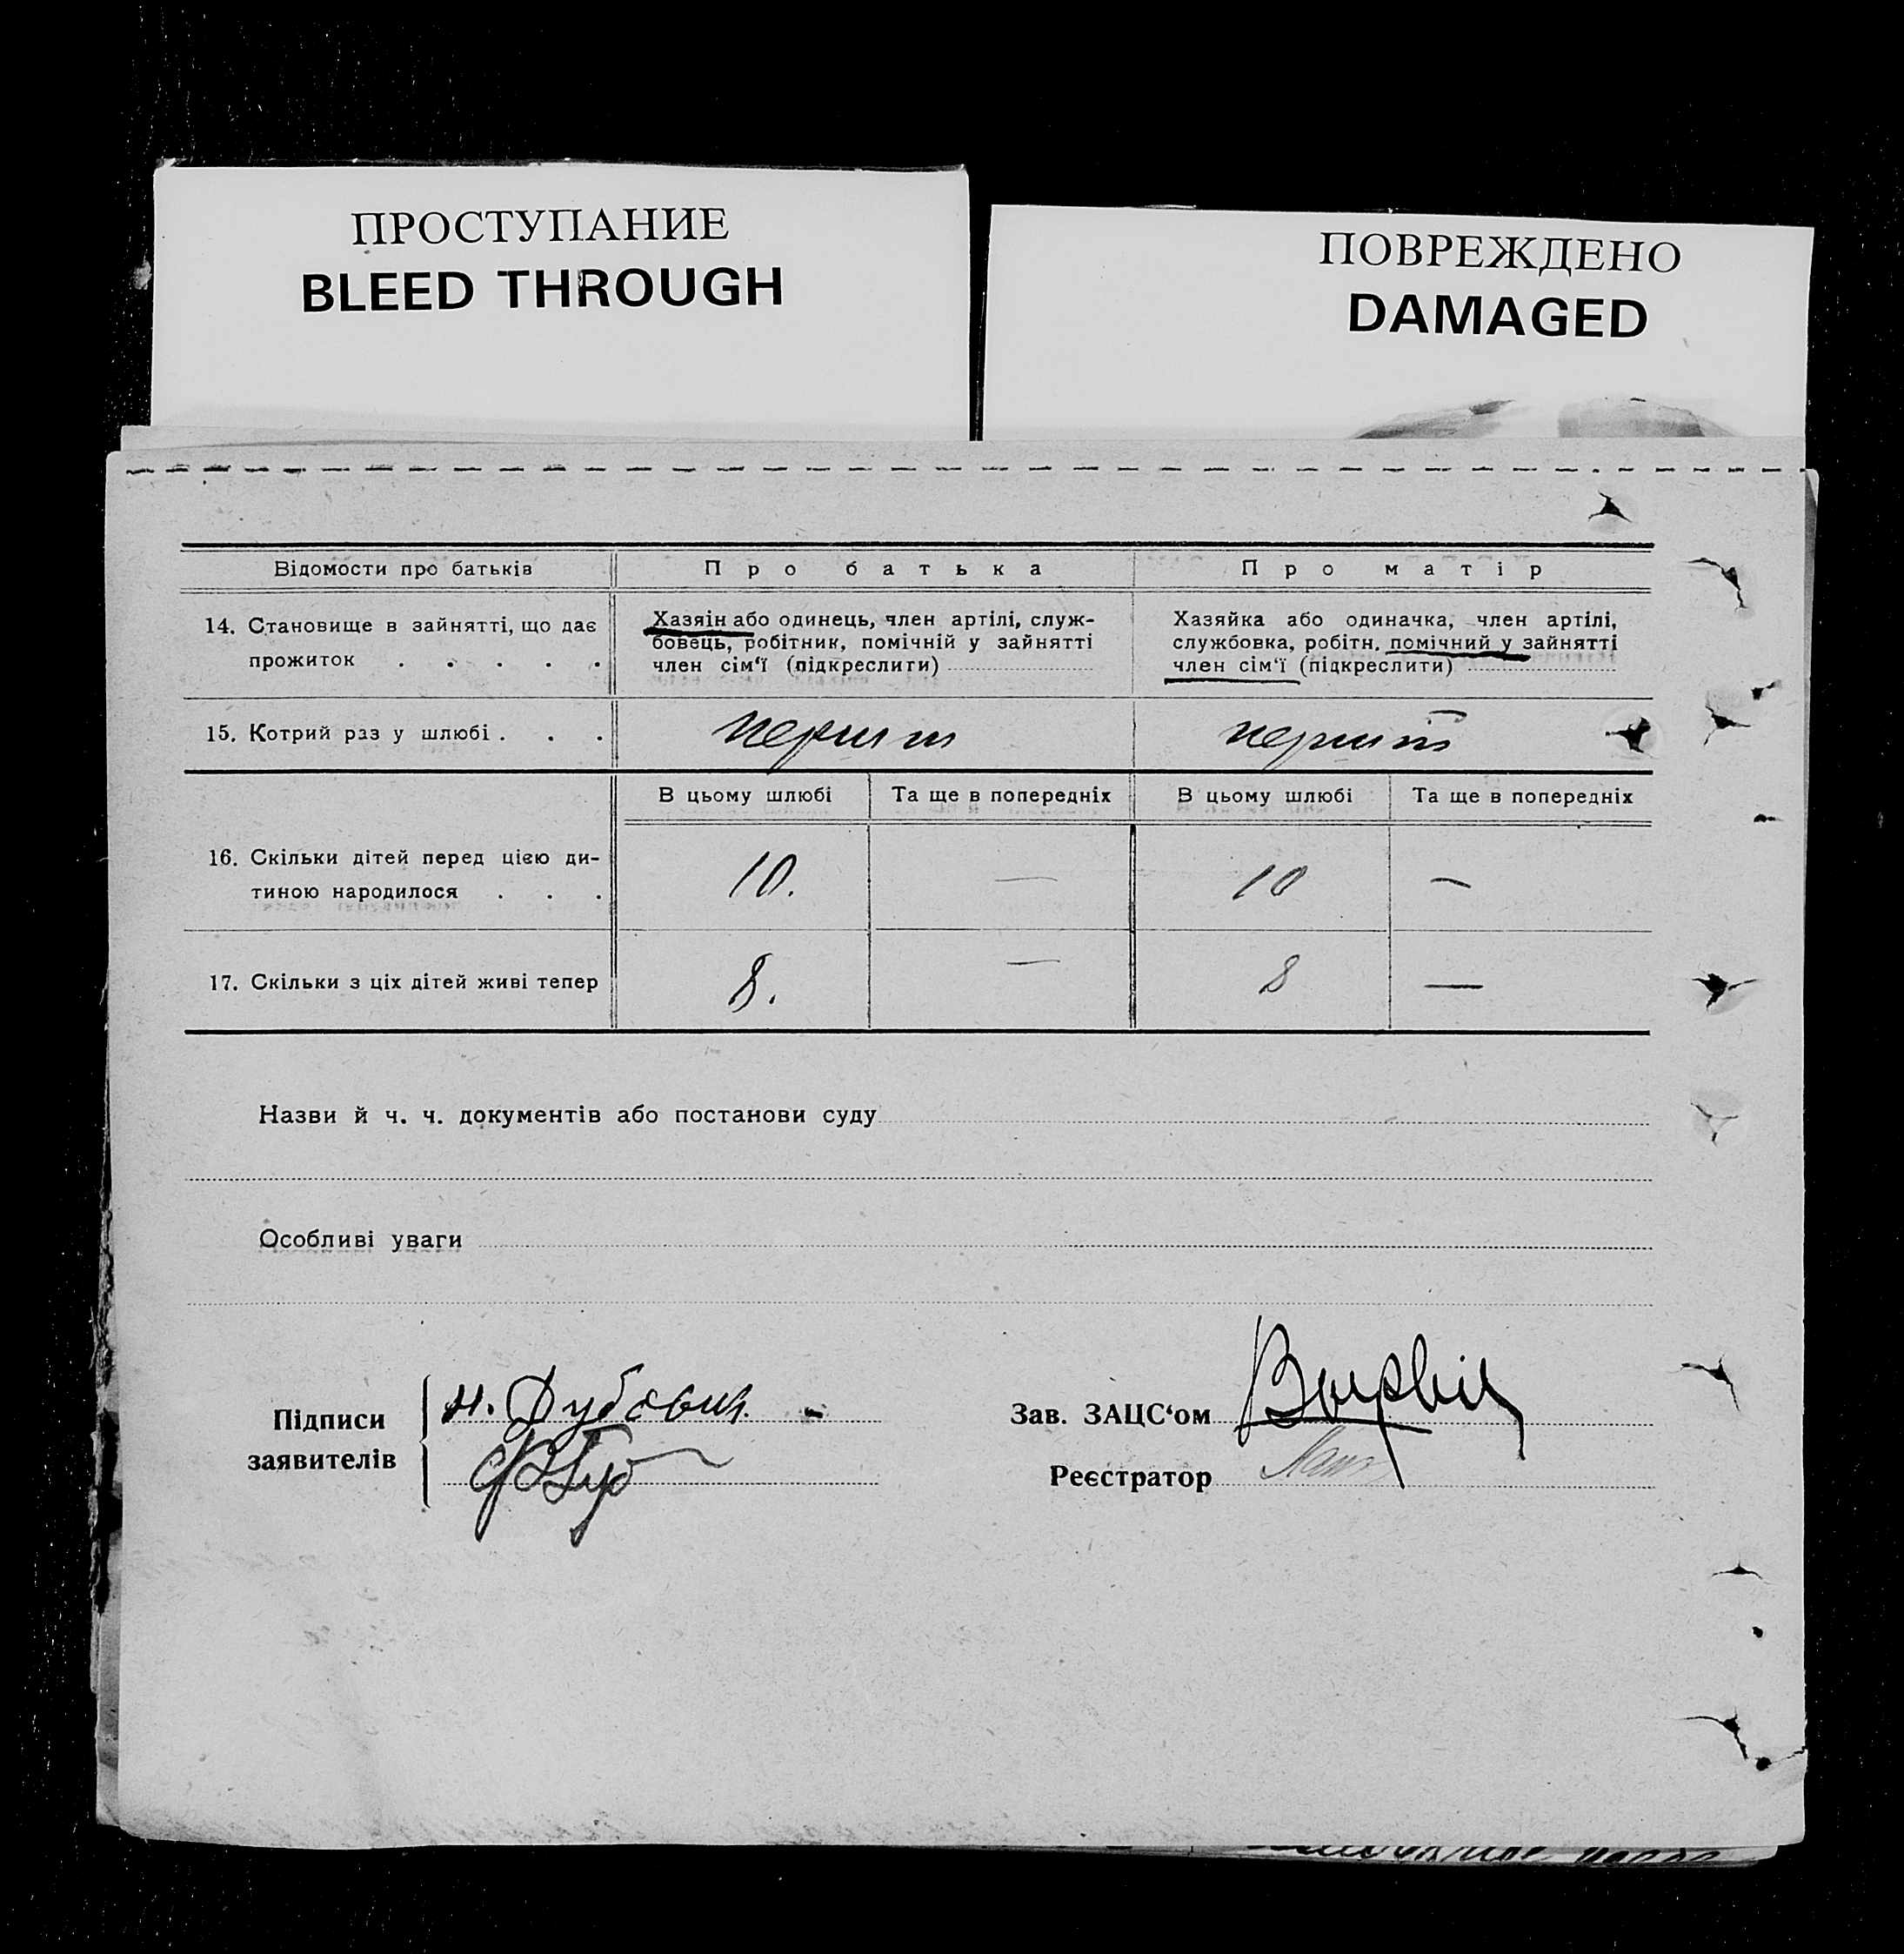 ПРОСТУПАНИЕ
BLEED THROUGH
ПОВРЕЖДЕНО
DAMAGED
Відомости про батьків
Про батька
Про матір
14. Становище в зайнятті, що дає
прожиток . . . . .
Хазяін або одинець, член артілі, служ-
бовець, робітник, помічній у зайнятті
член сім'ї (підкреслити)
Хазяйка або одиначка, член артілі,
службовка, робітн. помічний у зайнятті
член сім'ї (підкреслити)
15. Котрий раз у шлюбі . . .
перший
перший
В цьому шлюбі
Та ще в попередніх
В цьому шлюбі
Та ще в попередніх
16. Скільки дітей перед цією ди-
тиною народилося . . .
10.
—
10
—
17. Скільки з ціх дітей живі тепер
8.
—
8
—
Назви й ч. ч. документів або постанови суду
Особливі уваги
Підписи
заявителів
Зав. ЗАЦС'ом
Реєстратор